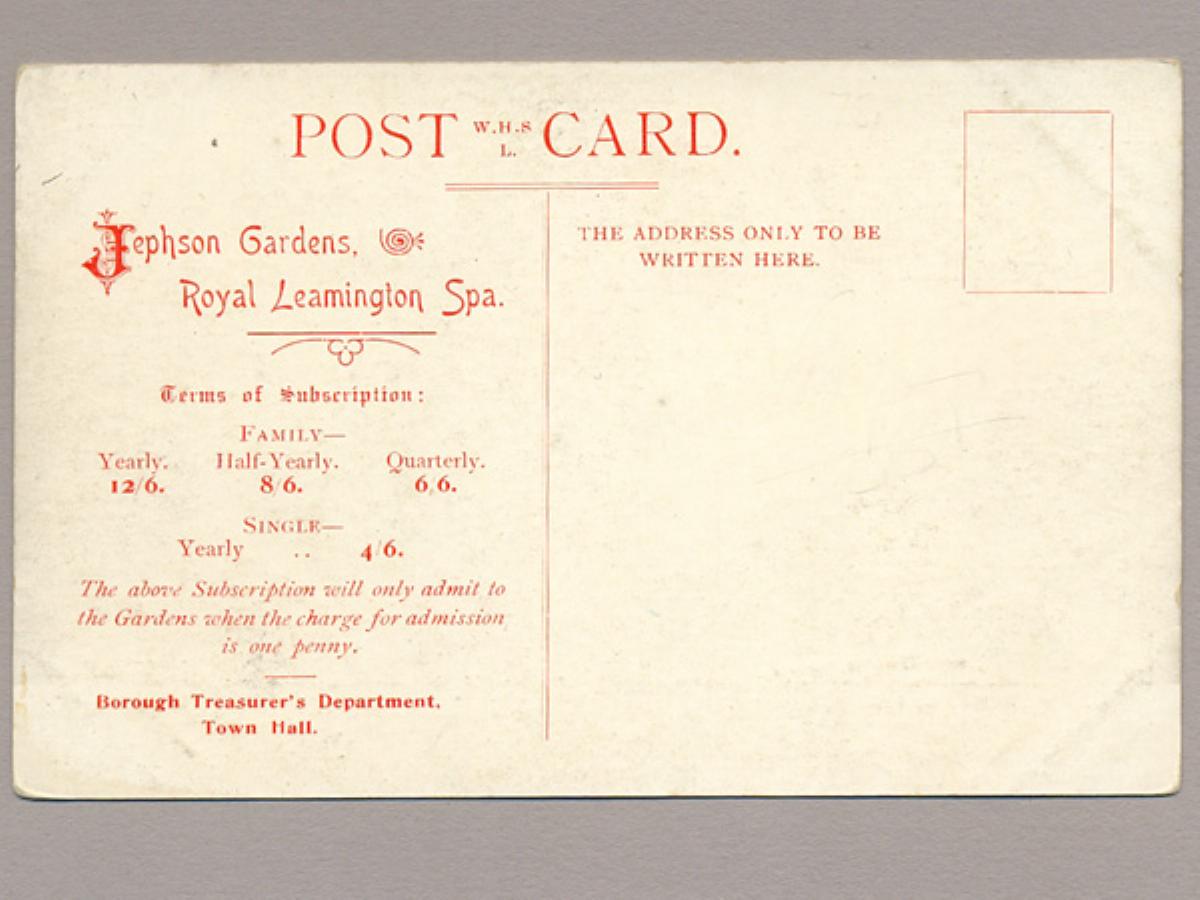 POST W.H.S L. CARD.
Jephson Gardens,
Royal Leamington Spa.
Terms of Subscription:
FAMILY—
Yearly. Half-Yearly. Quarterly.
12/6. 8/6. 6/6.
SINGLE—
Yearly .. 4/6.
The above Subscription will only admit to
the Gardens when the charge for admission
is one penny.
Borough Treasurer's Department,
Town Hall.
THE ADDRESS ONLY TO BE
WRITTEN HERE.